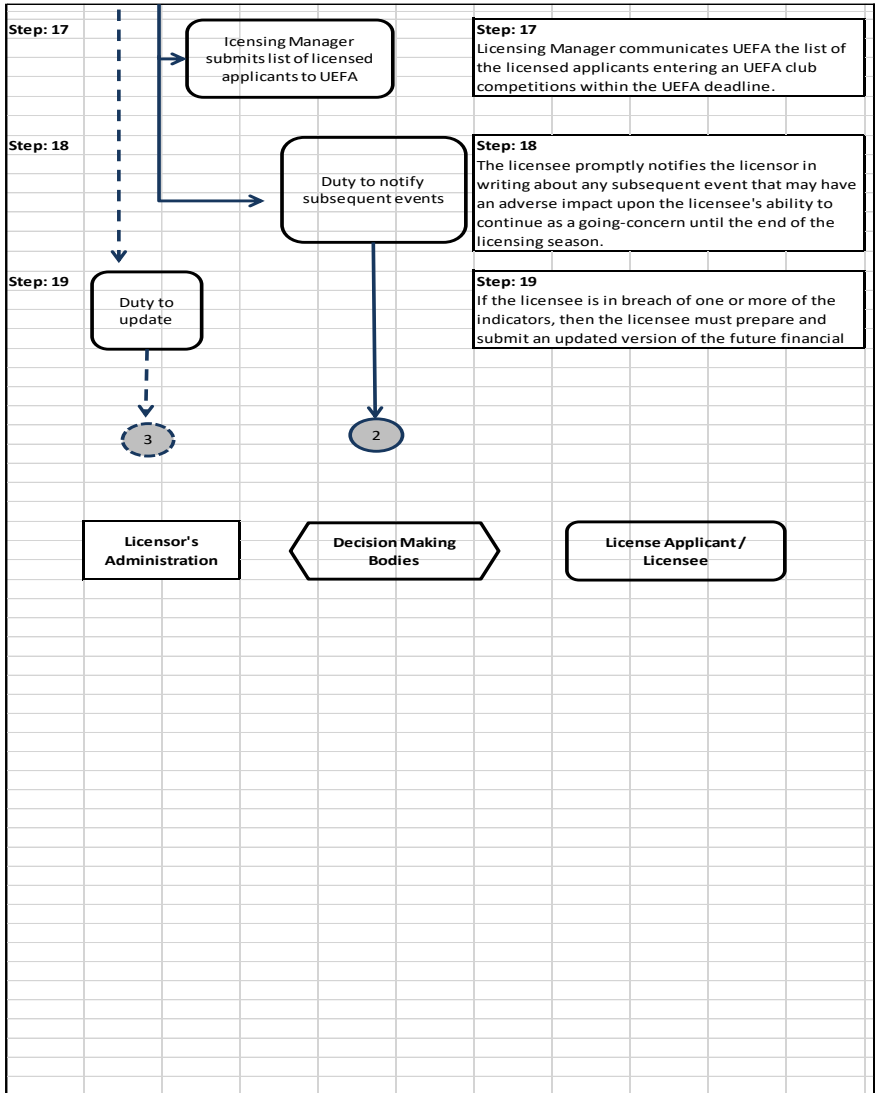 Step: 17
Icensing Manager
submits list of licensed
applicants to UEFA
Step: 17
Licensing Manager communicates UEFA the list of
the licensed applicants entering an UEFA club
competitions within the UEFA deadline.
Step: 18
Duty to notify
subsequent events
Step: 18
The licensee promptly notifies the licensor in
writing about any subsequent event that may have
an adverse impact upon the licensee's ability to
continue as a going-concern until the end of the
licensing season.
Step: 19
Duty to
update
Step: 19
If the licensee is in breach of one or more of the
indicators, then the licensee must prepare and
submit an updated version of the future financial
3
2
Licensor's
Administration
Decision Making
Bodies
License Applicant /
Licensee